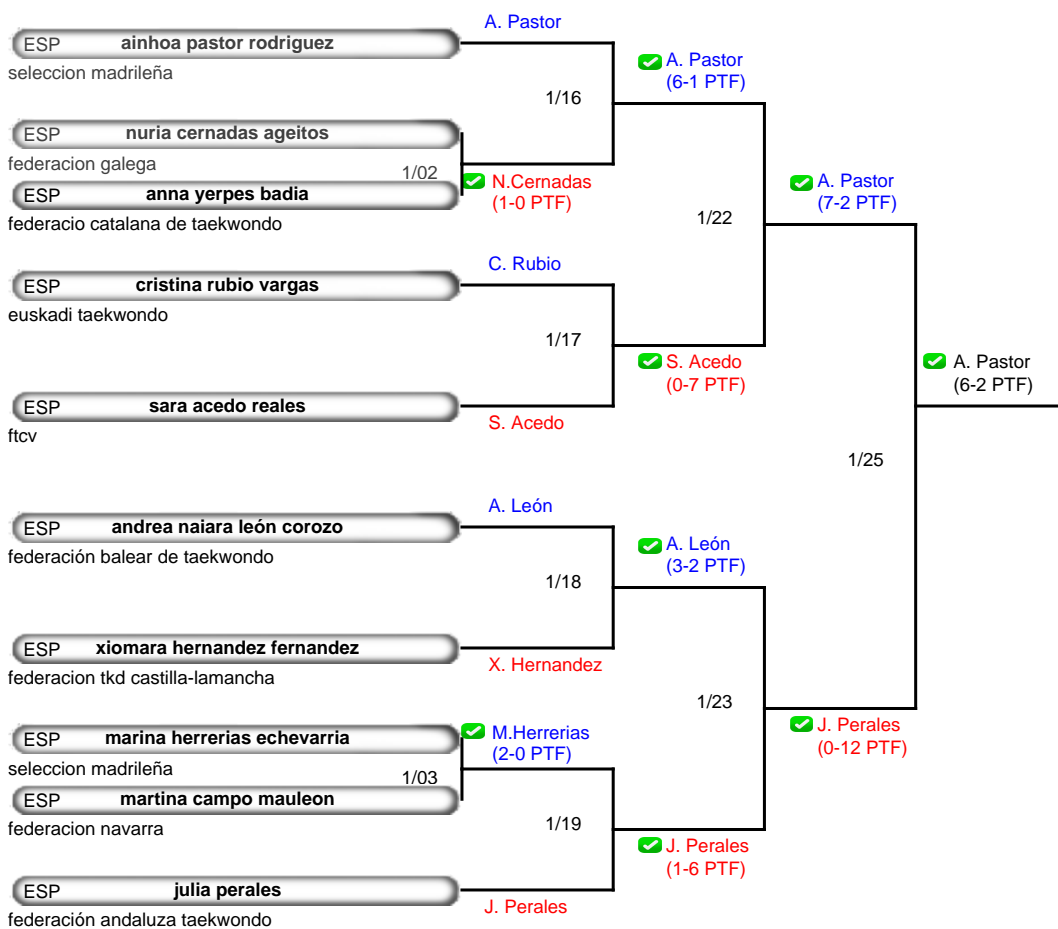 A. Pastor
ESP ainhoa pastor rodriguez
seleccion madrileña
A. Pastor
(6-1 PTF)
1/16
ESP nuria cernadas ageitos
federacion galega
1/02
N.Cernadas
(1-0 PTF)
ESP anna yerpes badia
federacio catalana de taekwondo
A. Pastor
(7-2 PTF)
1/22
C. Rubio
ESP cristina rubio vargas
euskadi taekwondo
1/17
S. Acedo
(0-7 PTF)
A. Pastor
(6-2 PTF)
ESP sara acedo reales
ftcv
S. Acedo
1/25
A. León
ESP andrea naiara león corozo
federación balear de taekwondo
A. León
(3-2 PTF)
1/18
ESP xiomara hernandez fernandez
federacion tkd castilla-lamancha
X. Hernandez
1/23
J. Perales
(0-12 PTF)
ESP marina herrerias echevarria
seleccion madrileña
M.Herrerias
(2-0 PTF)
1/03
ESP martina campo mauleon
federacion navarra
1/19
J. Perales
(1-6 PTF)
ESP julia perales
federación andaluza taekwondo
J. Perales